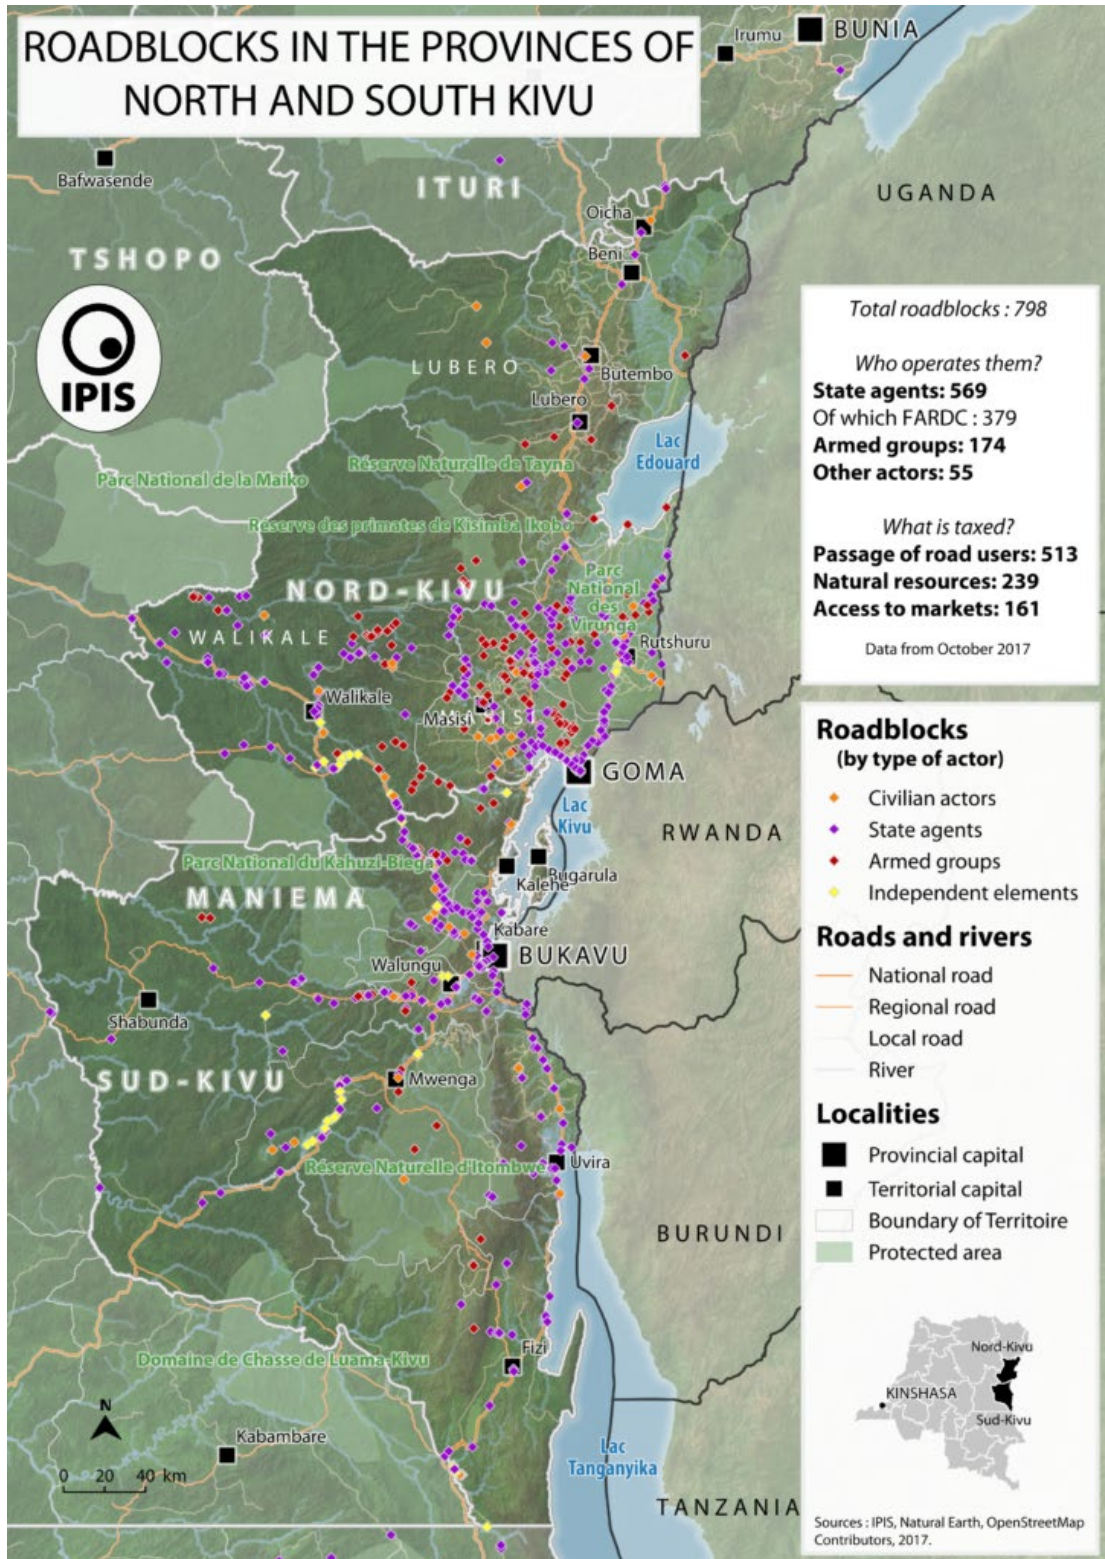 ROADBLOCKS IN THE PROVINCES OF
NORTH AND SOUTH KIVU
BUNIA
Irumu
Bafwasende
ITURI
UGANDA
Oicha
TSHOPO
Beni
IPIS
LUBERO
Butembo
Lubero
Lac
Edouard
Réserve Naturelle de Tayna
Parc National de la Maiko
Réserve des primates de Kisimba Ikobo
Parc
National
des
Virunga
NORD-KIVU
WALIKALE
Rutshuru
Walikale
Masisi
GOMA
Lac
Kivu
RWANDA
Parc National du Kahuzi-Biega
Bugarula
Kalehe
MANIEMA
Kabare
BUKAVU
Walungu
Shabunda
SUD-KIVU
Mwenga
Réserve Naturelle d'Itombwe
Uvira
BURUNDI
Fizi
Domaine de Chasse de Luama-Kivu
N
Kabambare
0 20 40 km
Lac
Tanganyika
TANZANIA
Total roadblocks : 798
Who operates them?
State agents: 569
Of which FARDC : 379
Armed groups: 174
Other actors: 55
What is taxed?
Passage of road users: 513
Natural resources: 239
Access to markets: 161
Data from October 2017
Roadblocks
(by type of actor)
Civilian actors
State agents
Armed groups
Independent elements
Roads and rivers
National road
Regional road
Local road
River
Localities
Provincial capital
Territorial capital
Boundary of Territoire
Protected area
Nord-Kivu
KINSHASA
Sud-Kivu
Sources : IPIS, Natural Earth, OpenStreetMap
Contributors, 2017.